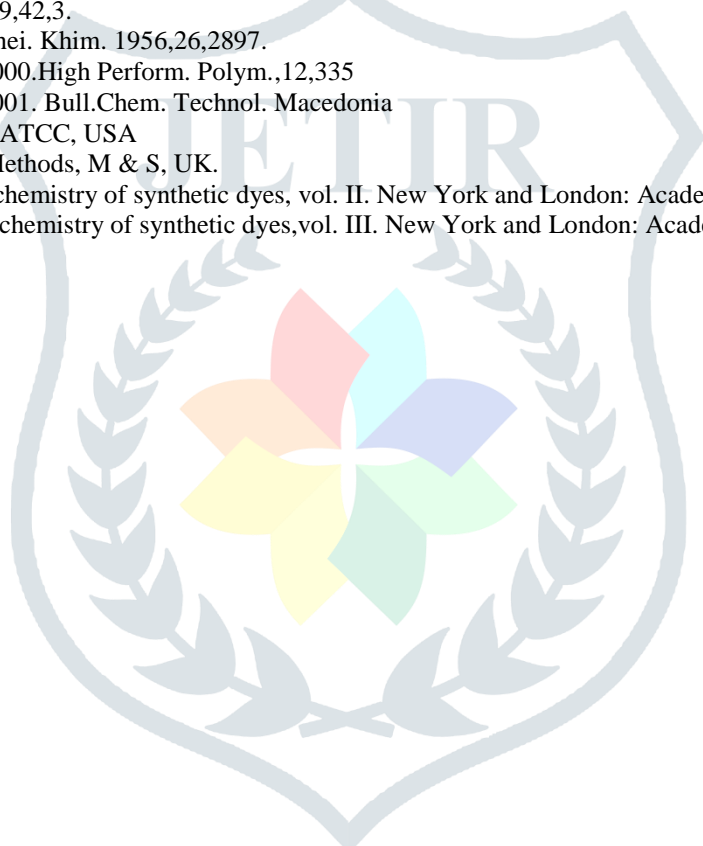 9,42,3.
nei. Khim. 1956,26,2897.
000.High Perform. Polym.,12,335
001. Bull.Chem. Technol. Macedonia
ATCC, USA
Methods, M & S, UK.
chemistry of synthetic dyes, vol. II. New York and London: Acade
chemistry of synthetic dyes,vol. III. New York and London: Acade
JETIR